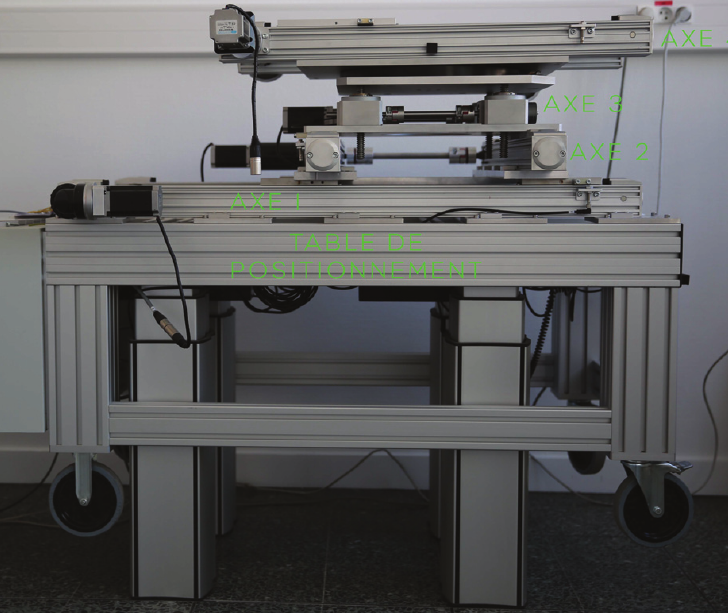 AXE
AXE 3
AXE 2
AXE 1
TABLE DE
POSITIONNEMENT